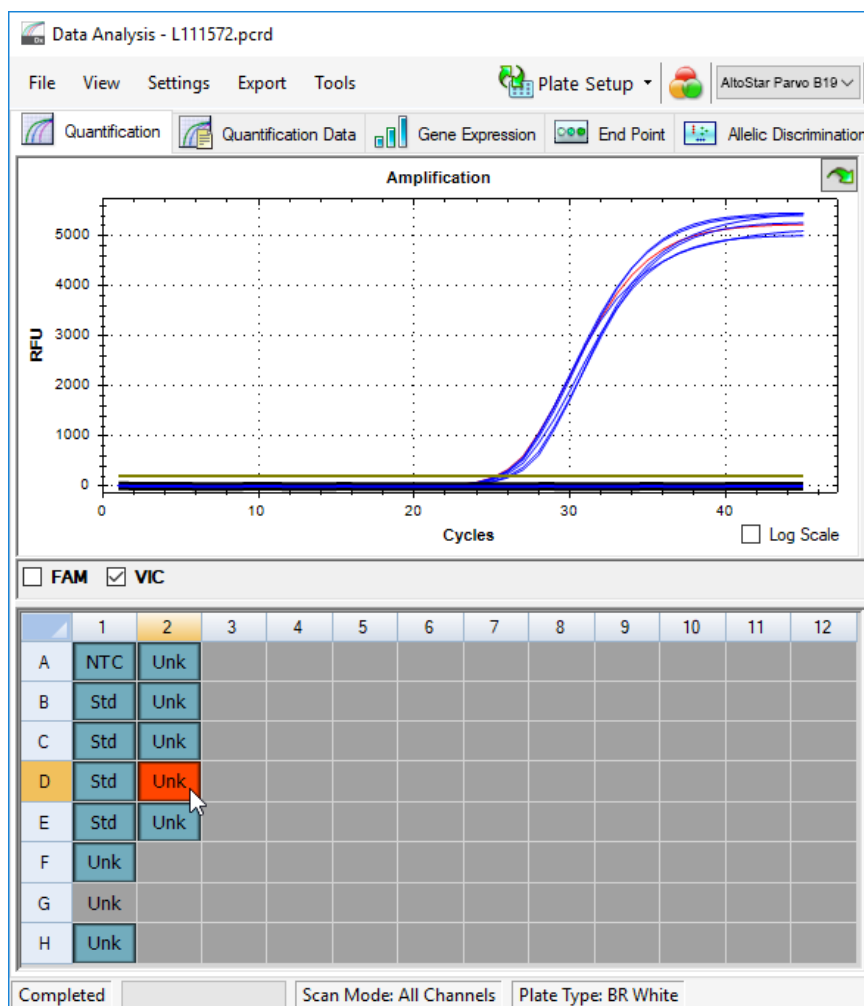 Data Analysis - L111572.pcrd
File View Settings Export Tools Plate Setup AltoStar Parvo B19
Quantification Quantification Data Gene Expression End Point Allelic Discrimination
Amplification
5000
4000
3000
2000
1000
0
RFU
0 10 20 30 40
Cycles
Log Scale
FAM VIC
1 2 3 4 5 6 7 8 9 10 11 12
A NTC Unk
B Std Unk
C Std Unk
D Std Unk
E Std Unk
F Unk
G Unk
H Unk
Completed Scan Mode: All Channels Plate Type: BR White